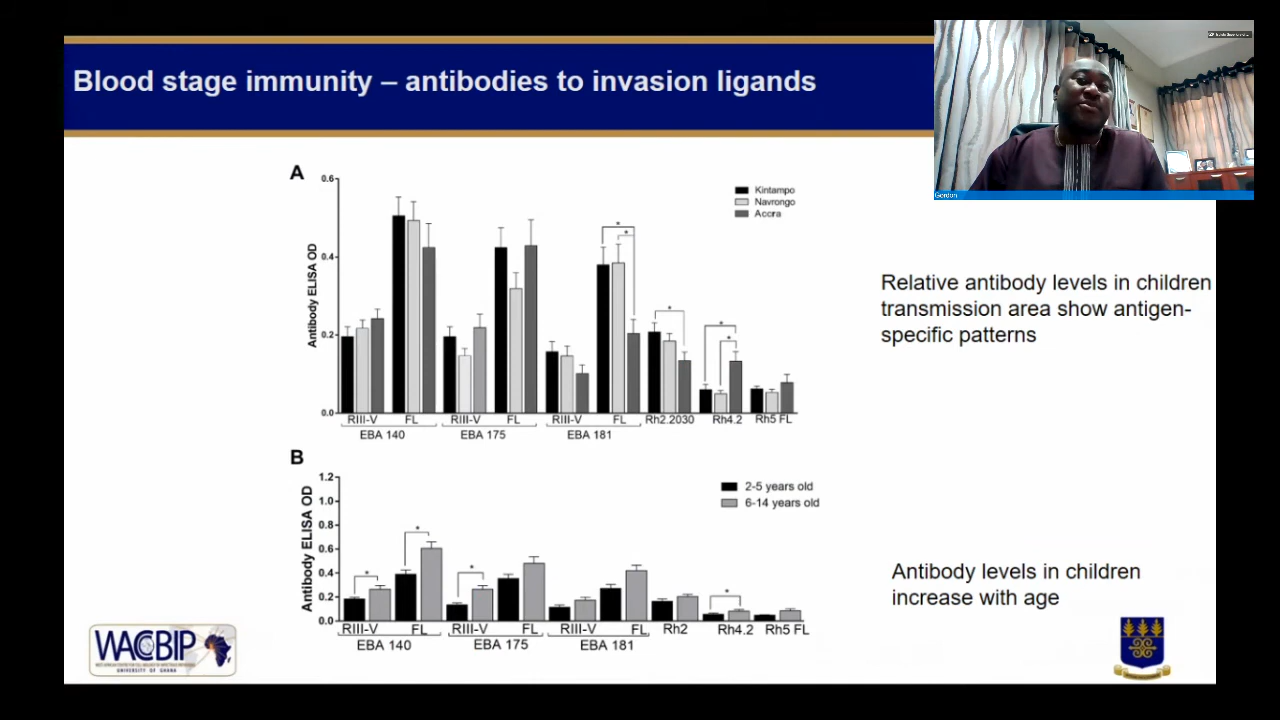 Blood stage immunity – antibodies to invasion ligands
Gordon
A
0.6
0.4
0.2
0.0
Antibody ELISA OD
Kintampo
Navrongo
Accra
*
*
*
*
*
RIII-V FL RIII-V FL RIII-V FL Rh2.2030 Rh4.2 Rh5 FL
EBA 140 EBA 175 EBA 181
Relative antibody levels in children
transmission area show antigen-
specific patterns
B
1.2
1.0
0.8
0.6
0.4
0.2
0.0
Antibody ELISA OD
2-5 years old
6-14 years old
*
*
*
*
RIII-V FL RIII-V FL RIII-V FL Rh2 Rh4.2 Rh5 FL
EBA 140 EBA 175 EBA 181
Antibody levels in children
increase with age
WACCBIP
UNIVERSITY OF GHANA